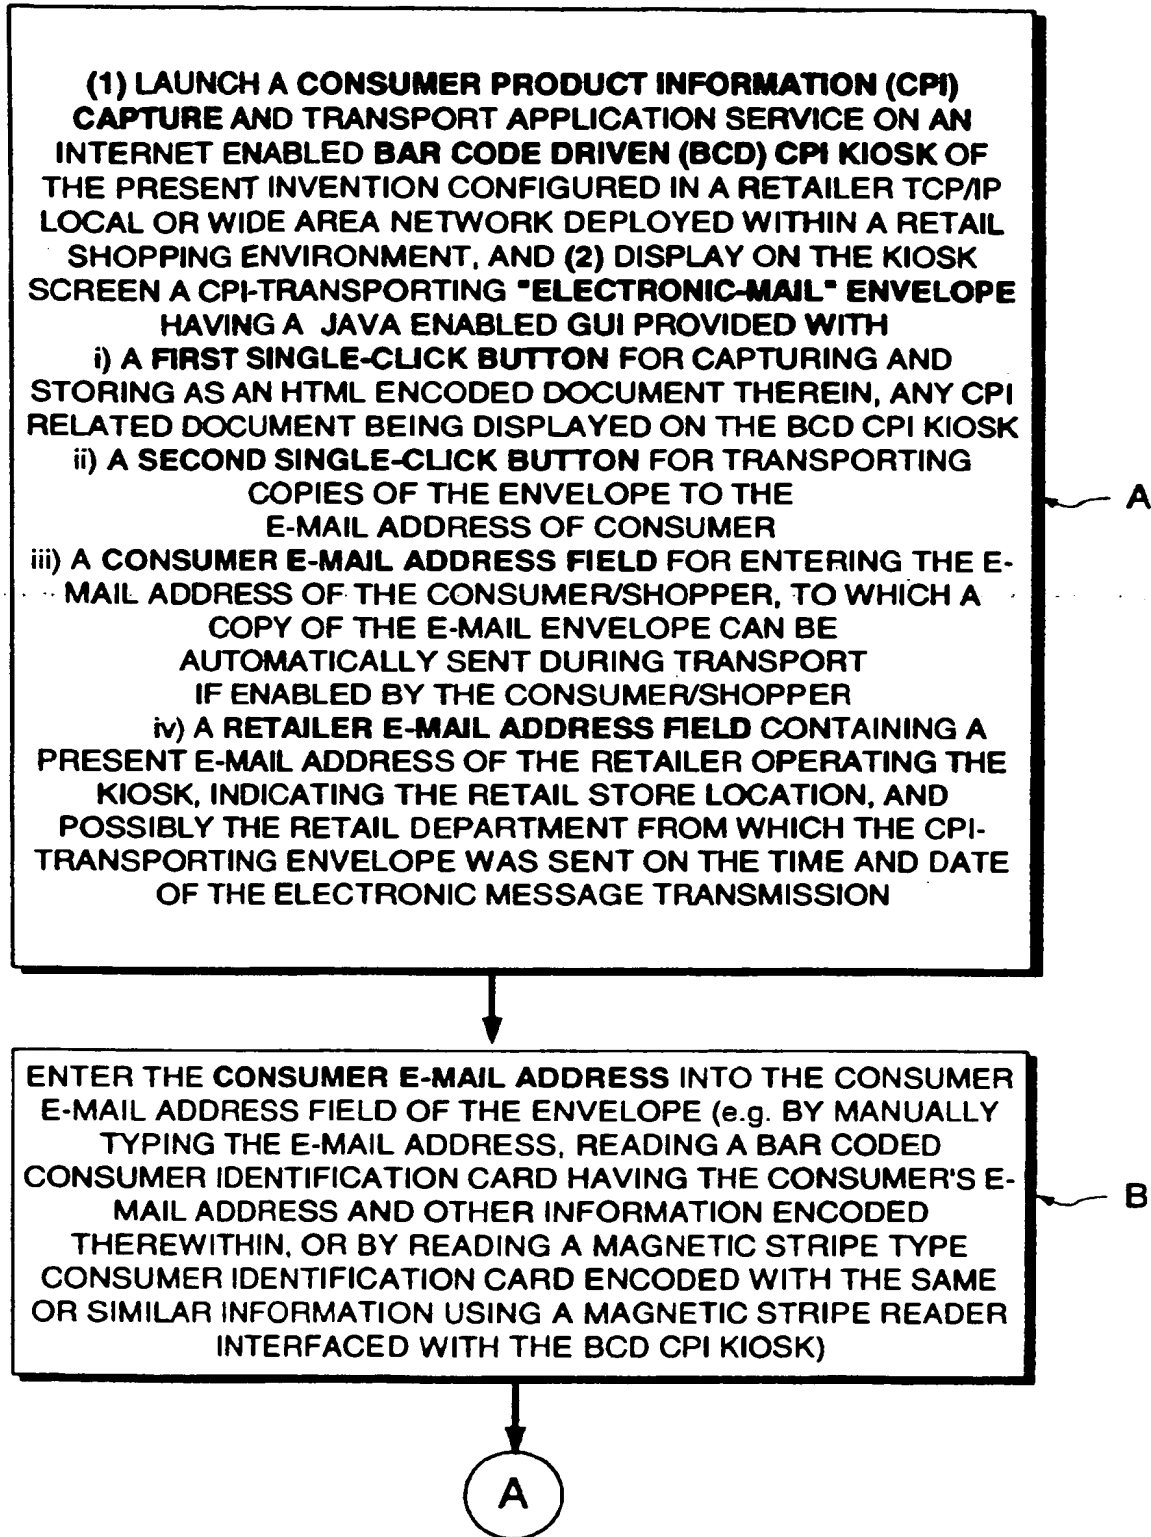 (1) LAUNCH A CONSUMER PRODUCT INFORMATION (CPI)
CAPTURE AND TRANSPORT APPLICATION SERVICE ON AN
INTERNET ENABLED BAR CODE DRIVEN (BCD) CPI KIOSK OF
THE PRESENT INVENTION CONFIGURED IN A RETAILER TCP/IP
LOCAL OR WIDE AREA NETWORK DEPLOYED WITHIN A RETAIL
SHOPPING ENVIRONMENT, AND (2) DISPLAY ON THE KIOSK
SCREEN A CPI-TRANSPORTING "ELECTRONIC-MAIL" ENVELOPE
HAVING A JAVA ENABLED GUI PROVIDED WITH
i) A FIRST SINGLE-CLICK BUTTON FOR CAPTURING AND
STORING AS AN HTML ENCODED DOCUMENT THEREIN, ANY CPI
RELATED DOCUMENT BEING DISPLAYED ON THE BCD CPI KIOSK
ii) A SECOND SINGLE-CLICK BUTTON FOR TRANSPORTING
COPIES OF THE ENVELOPE TO THE
E-MAIL ADDRESS OF CONSUMER
iii) A CONSUMER E-MAIL ADDRESS FIELD FOR ENTERING THE E-
MAIL ADDRESS OF THE CONSUMER/SHOPPER, TO WHICH A
COPY OF THE E-MAIL ENVELOPE CAN BE
AUTOMATICALLY SENT DURING TRANSPORT
IF ENABLED BY THE CONSUMER/SHOPPER
iv) A RETAILER E-MAIL ADDRESS FIELD CONTAINING A
PRESENT E-MAIL ADDRESS OF THE RETAILER OPERATING THE
KIOSK, INDICATING THE RETAIL STORE LOCATION, AND
POSSIBLY THE RETAIL DEPARTMENT FROM WHICH THE CPI-
TRANSPORTING ENVELOPE WAS SENT ON THE TIME AND DATE
OF THE ELECTRONIC MESSAGE TRANSMISSION
A
ENTER THE CONSUMER E-MAIL ADDRESS INTO THE CONSUMER
E-MAIL ADDRESS FIELD OF THE ENVELOPE (e.g. BY MANUALLY
TYPING THE E-MAIL ADDRESS, READING A BAR CODED
CONSUMER IDENTIFICATION CARD HAVING THE CONSUMER'S E-
MAIL ADDRESS AND OTHER INFORMATION ENCODED
THEREWITHIN, OR BY READING A MAGNETIC STRIPE TYPE
CONSUMER IDENTIFICATION CARD ENCODED WITH THE SAME
OR SIMILAR INFORMATION USING A MAGNETIC STRIPE READER
INTERFACED WITH THE BCD CPI KIOSK)
B
A